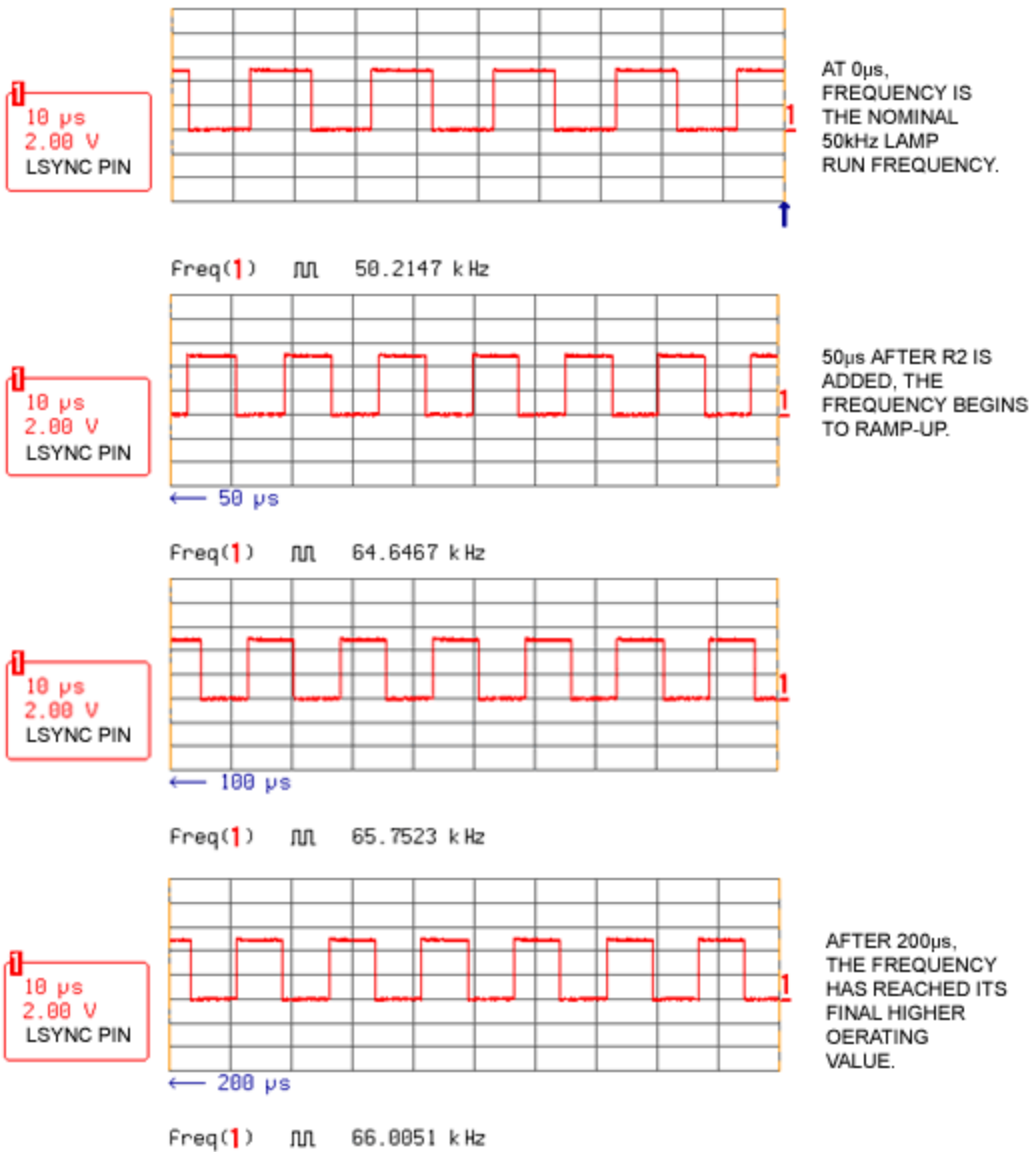 1
10 µs
2.00 V
LSYNC PIN
1
AT 0µs,
FREQUENCY IS
THE NOMINAL
50kHz LAMP
RUN FREQUENCY.
Freq(1) 50.2147 kHz
1
10 µs
2.00 V
LSYNC PIN
1
50µs AFTER R2 IS
ADDED, THE
FREQUENCY BEGINS
TO RAMP-UP.
← 50 µs
Freq(1) 64.6467 kHz
1
10 µs
2.00 V
LSYNC PIN
1
← 100 µs
Freq(1) 65.7523 kHz
1
10 µs
2.00 V
LSYNC PIN
1
AFTER 200µs,
THE FREQUENCY
HAS REACHED ITS
FINAL HIGHER
OERATING
VALUE.
← 200 µs
Freq(1) 66.0051 kHz